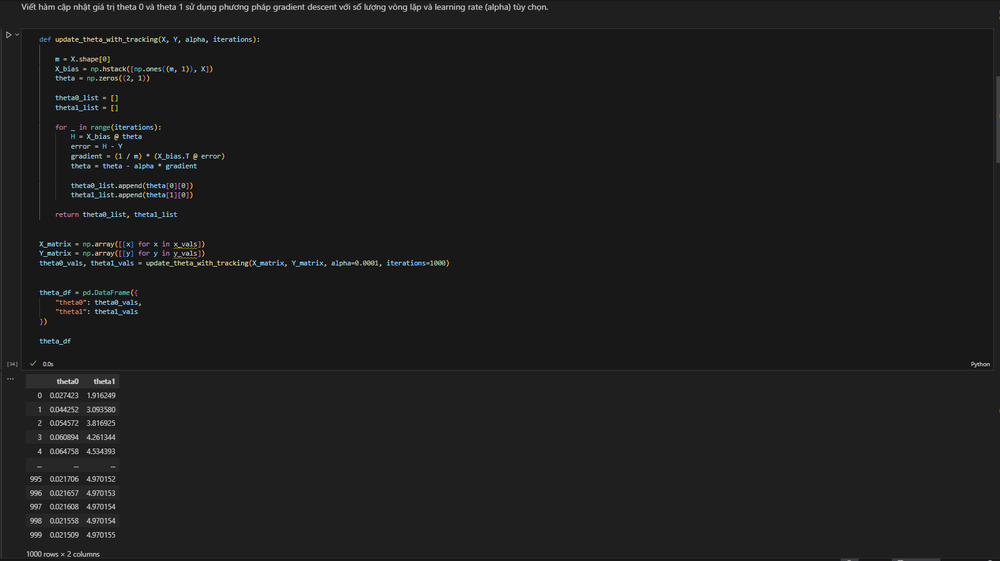 Viết hàm cập nhật giá trị theta 0 và theta 1 sử dụng phương pháp gradient descent với số lượng vòng lặp và learning rate (alpha) tùy chọn.
def update_theta_with_tracking(X, Y, alpha, iterations):
m = X.shape[0]
X_bias = np.hstack([np.ones((m, 1)), X])
theta = np.zeros((2, 1))
theta0_list = []
theta1_list = []
for _ in range(iterations):
H = X_bias @ theta
error = H - Y
gradient = (1 / m) * (X_bias.T @ error)
theta = theta - alpha * gradient
theta0_list.append(theta[0][0])
theta1_list.append(theta[1][0])
return theta0_list, theta1_list
X_matrix = np.array([[x] for x in x_vals])
Y_matrix = np.array([[y] for y in y_vals])
theta0_vals, theta1_vals = update_theta_with_tracking(X_matrix, Y_matrix, alpha=0.0001, iterations=1000)
theta_df = pd.DataFrame({
"theta0": theta0_vals,
"theta1": theta1_vals
})
theta_df
[34] 0.0s Python
... theta0 theta1
0 0.027423 1.916249
1 0.044252 3.093580
2 0.054572 3.816925
3 0.060894 4.261344
4 0.064758 4.534393
... ... ...
995 0.021706 4.970152
996 0.021657 4.970153
997 0.021608 4.970154
998 0.021558 4.970154
999 0.021509 4.970155
1000 rows × 2 columns